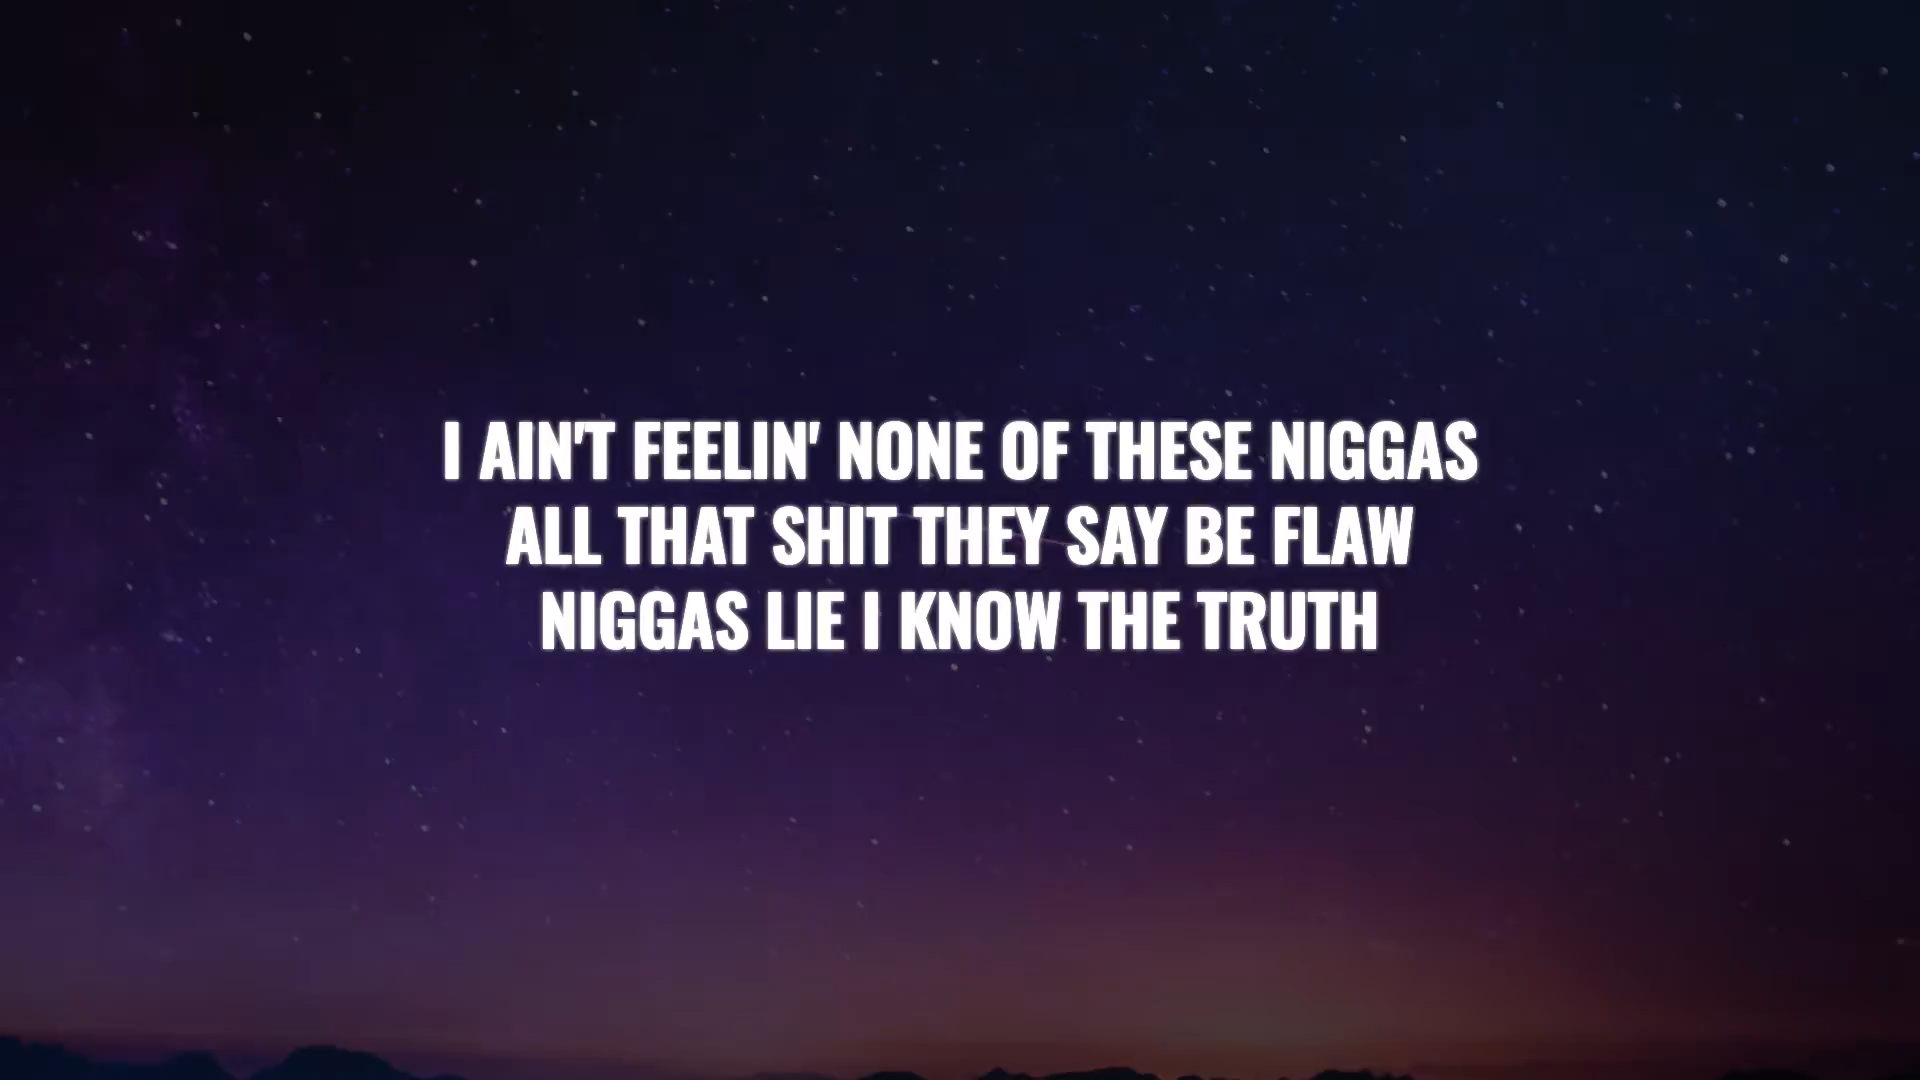 I AIN'T FEELIN' NONE OF THESE NIGGAS
ALL THAT SHIT THEY SAY BE FLAW
NIGGAS LIE I KNOW THE TRUTH